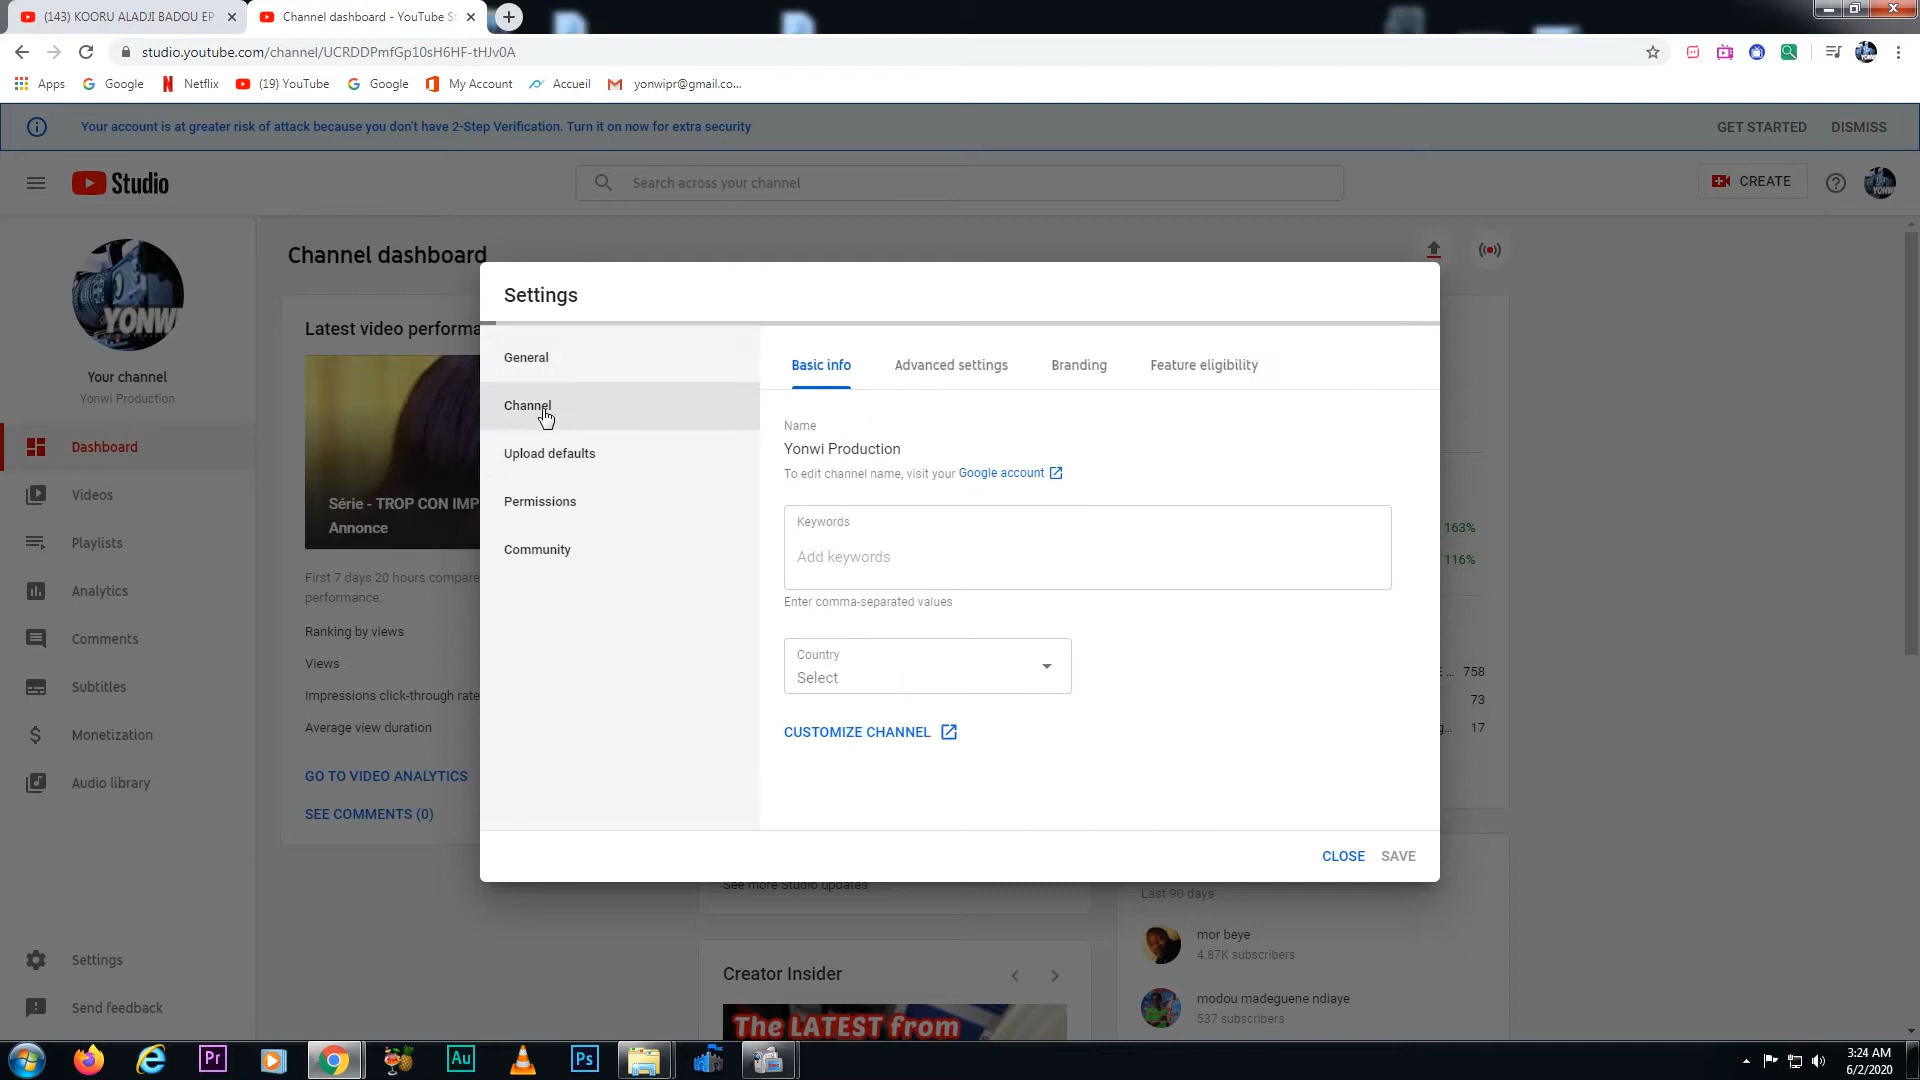 (143) KOORU ALADJI BADOU EP
Channel dashboard - YouTube St
studio.youtube.com/channel/UCRDDPmfGp10sH6HF-tHJv0A
Apps
Google
Netflix
(19) YouTube
Google
My Account
Accueil
yonwipr@gmail.co...
Your account is at greater risk of attack because you don't have 2-Step Verification. Turn it on now for extra security
GET STARTED
DISMISS
Studio
Search across your channel
CREATE
YONW
Your channel
Yonwi Production
Dashboard
Videos
Playlists
Analytics
Comments
Subtitles
Monetization
Audio library
Settings
Send feedback
Channel dashboard
Latest video performa
Série - TROP CON IMP
Annonce
First 7 days 20 hours compare
performance:
Ranking by views
Views
Impressions click-through rate
Average view duration
GO TO VIDEO ANALYTICS
SEE COMMENTS (0)
Settings
General
Channel
Upload defaults
Permissions
Community
Basic info
Advanced settings
Branding
Feature eligibility
Name
Yonwi Production
To edit channel name, visit your Google account
Keywords
Add keywords
Enter comma-separated values
Country
Select
CUSTOMIZE CHANNEL
CLOSE
SAVE
163%
116%
758
73
17
See more Studio updates
Creator Insider
The LATEST from
Last 90 days
mor beye
4.87K subscribers
modou madeguene ndiaye
537 subscribers
Pr
Au
Ps
3:24 AM
6/2/2020